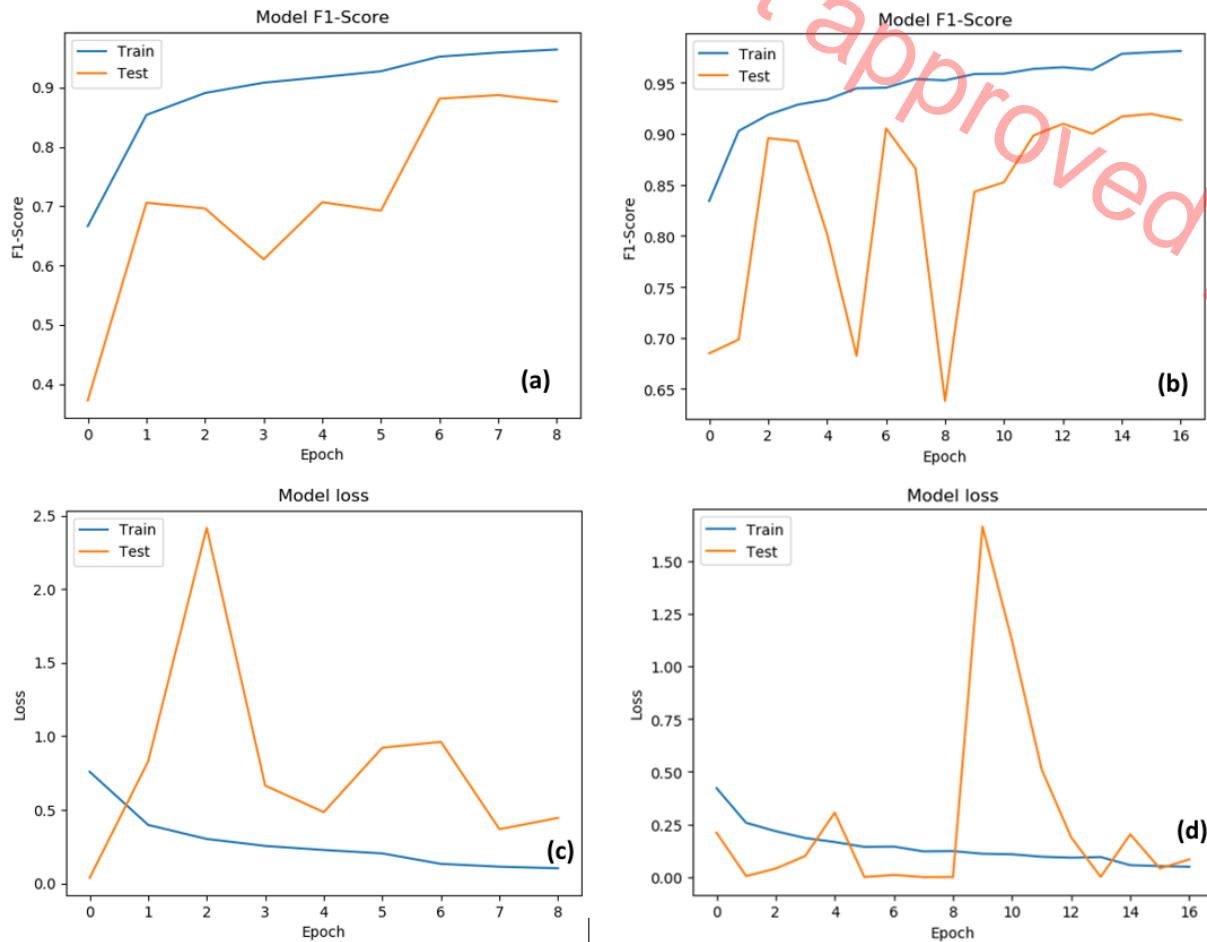 Model F1-Score
Train
Test
0.9
0.8
0.7
0.6
0.5
0.4
F1-Score
0 1 2 3 4 5 6 7 8
Epoch
(a)
Model F1-Score
Train
Test
0.95
0.90
0.85
0.80
0.75
0.70
0.65
F1-Score
0 2 4 6 8 10 12 14 16
Epoch
(b)
approved
Model loss
Train
Test
2.5
2.0
1.5
1.0
0.5
0.0
Loss
0 1 2 3 4 5 6 7 8
Epoch
(c)
Model loss
Train
Test
1.50
1.25
1.00
0.75
0.50
0.25
0.00
Loss
0 2 4 6 8 10 12 14 16
Epoch
(d)